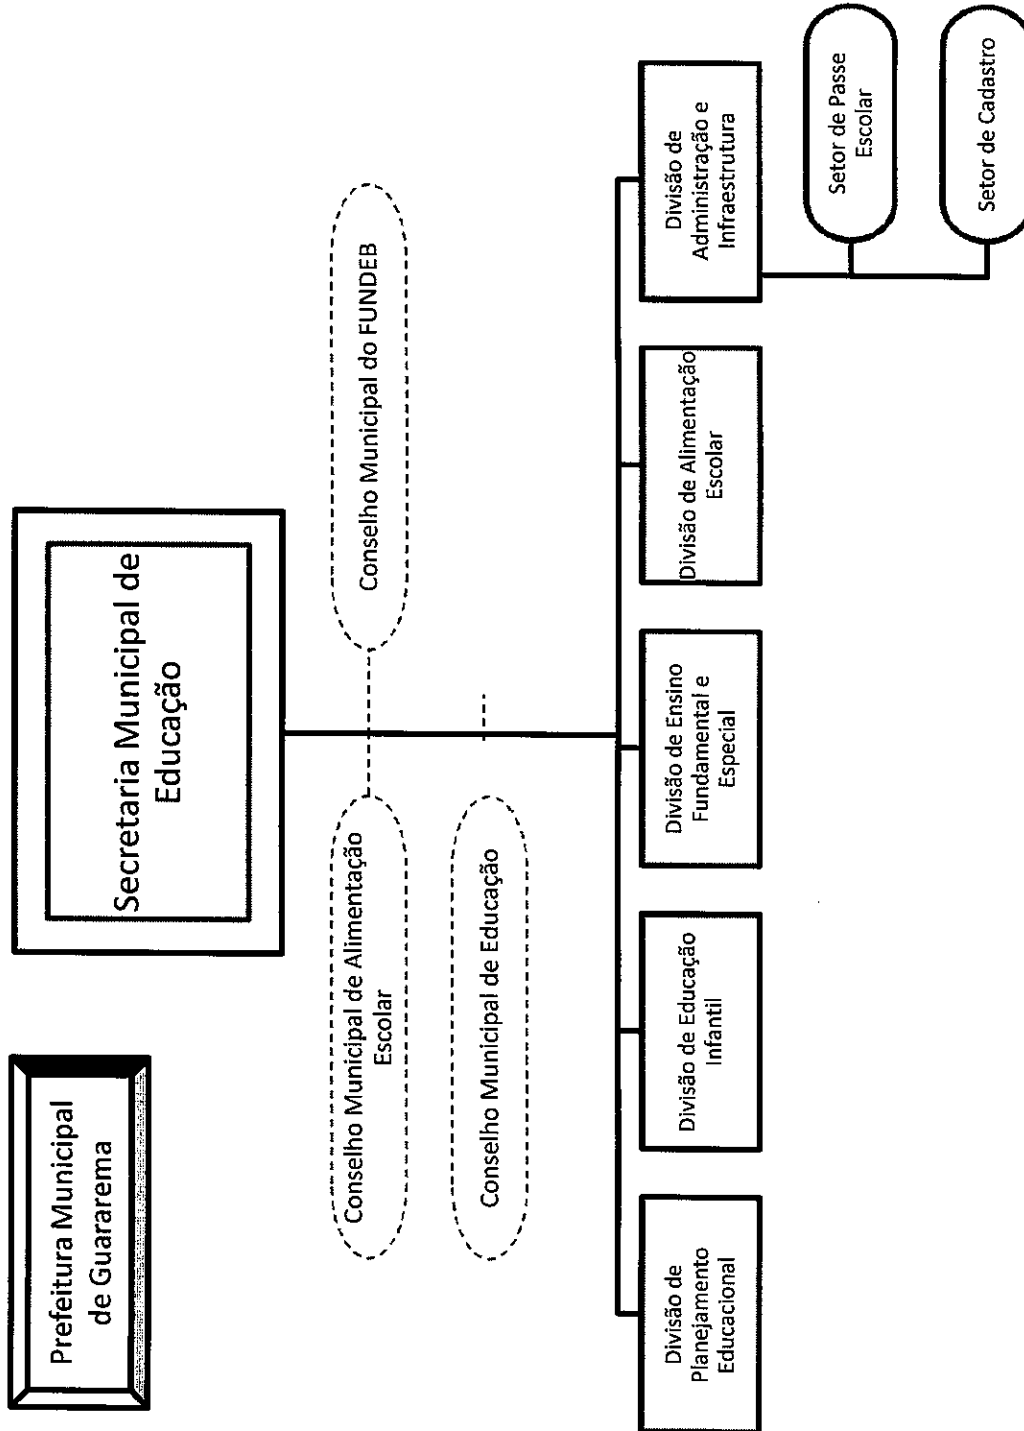 Prefeitura Municipal
de Guararema
Secretaria Municipal de
Educação
Conselho Municipal de Alimentação
Escolar
Conselho Municipal do FUNDEB
Conselho Municipal de Educação
Divisão de
Planejamento
Educacional
Divisão de Educação
Infantil
Divisão de Ensino
Fundamental e
Especial
Divisão de Alimentação
Escolar
Divisão de
Administração e
Infraestrutura
Setor de Passe
Escolar
Setor de Cadastro